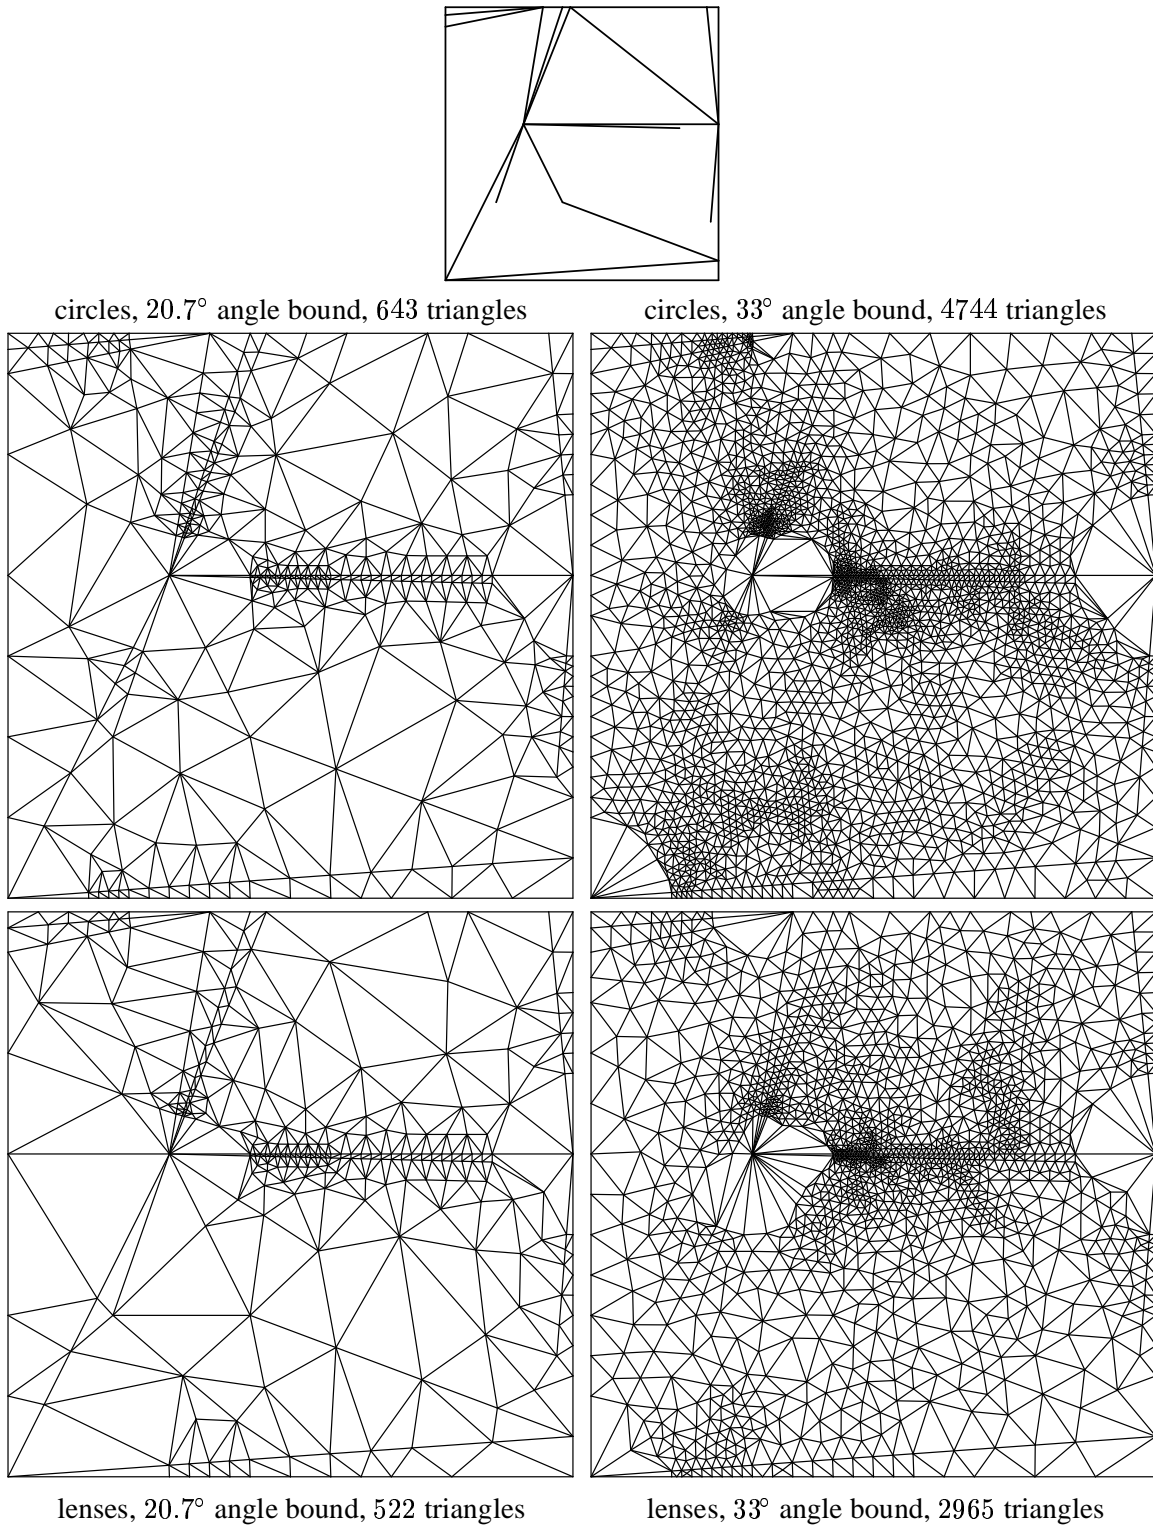 circles, 20.7° angle bound, 643 triangles
circles, 33° angle bound, 4744 triangles
lenses, 20.7° angle bound, 522 triangles
lenses, 33° angle bound, 2965 triangles